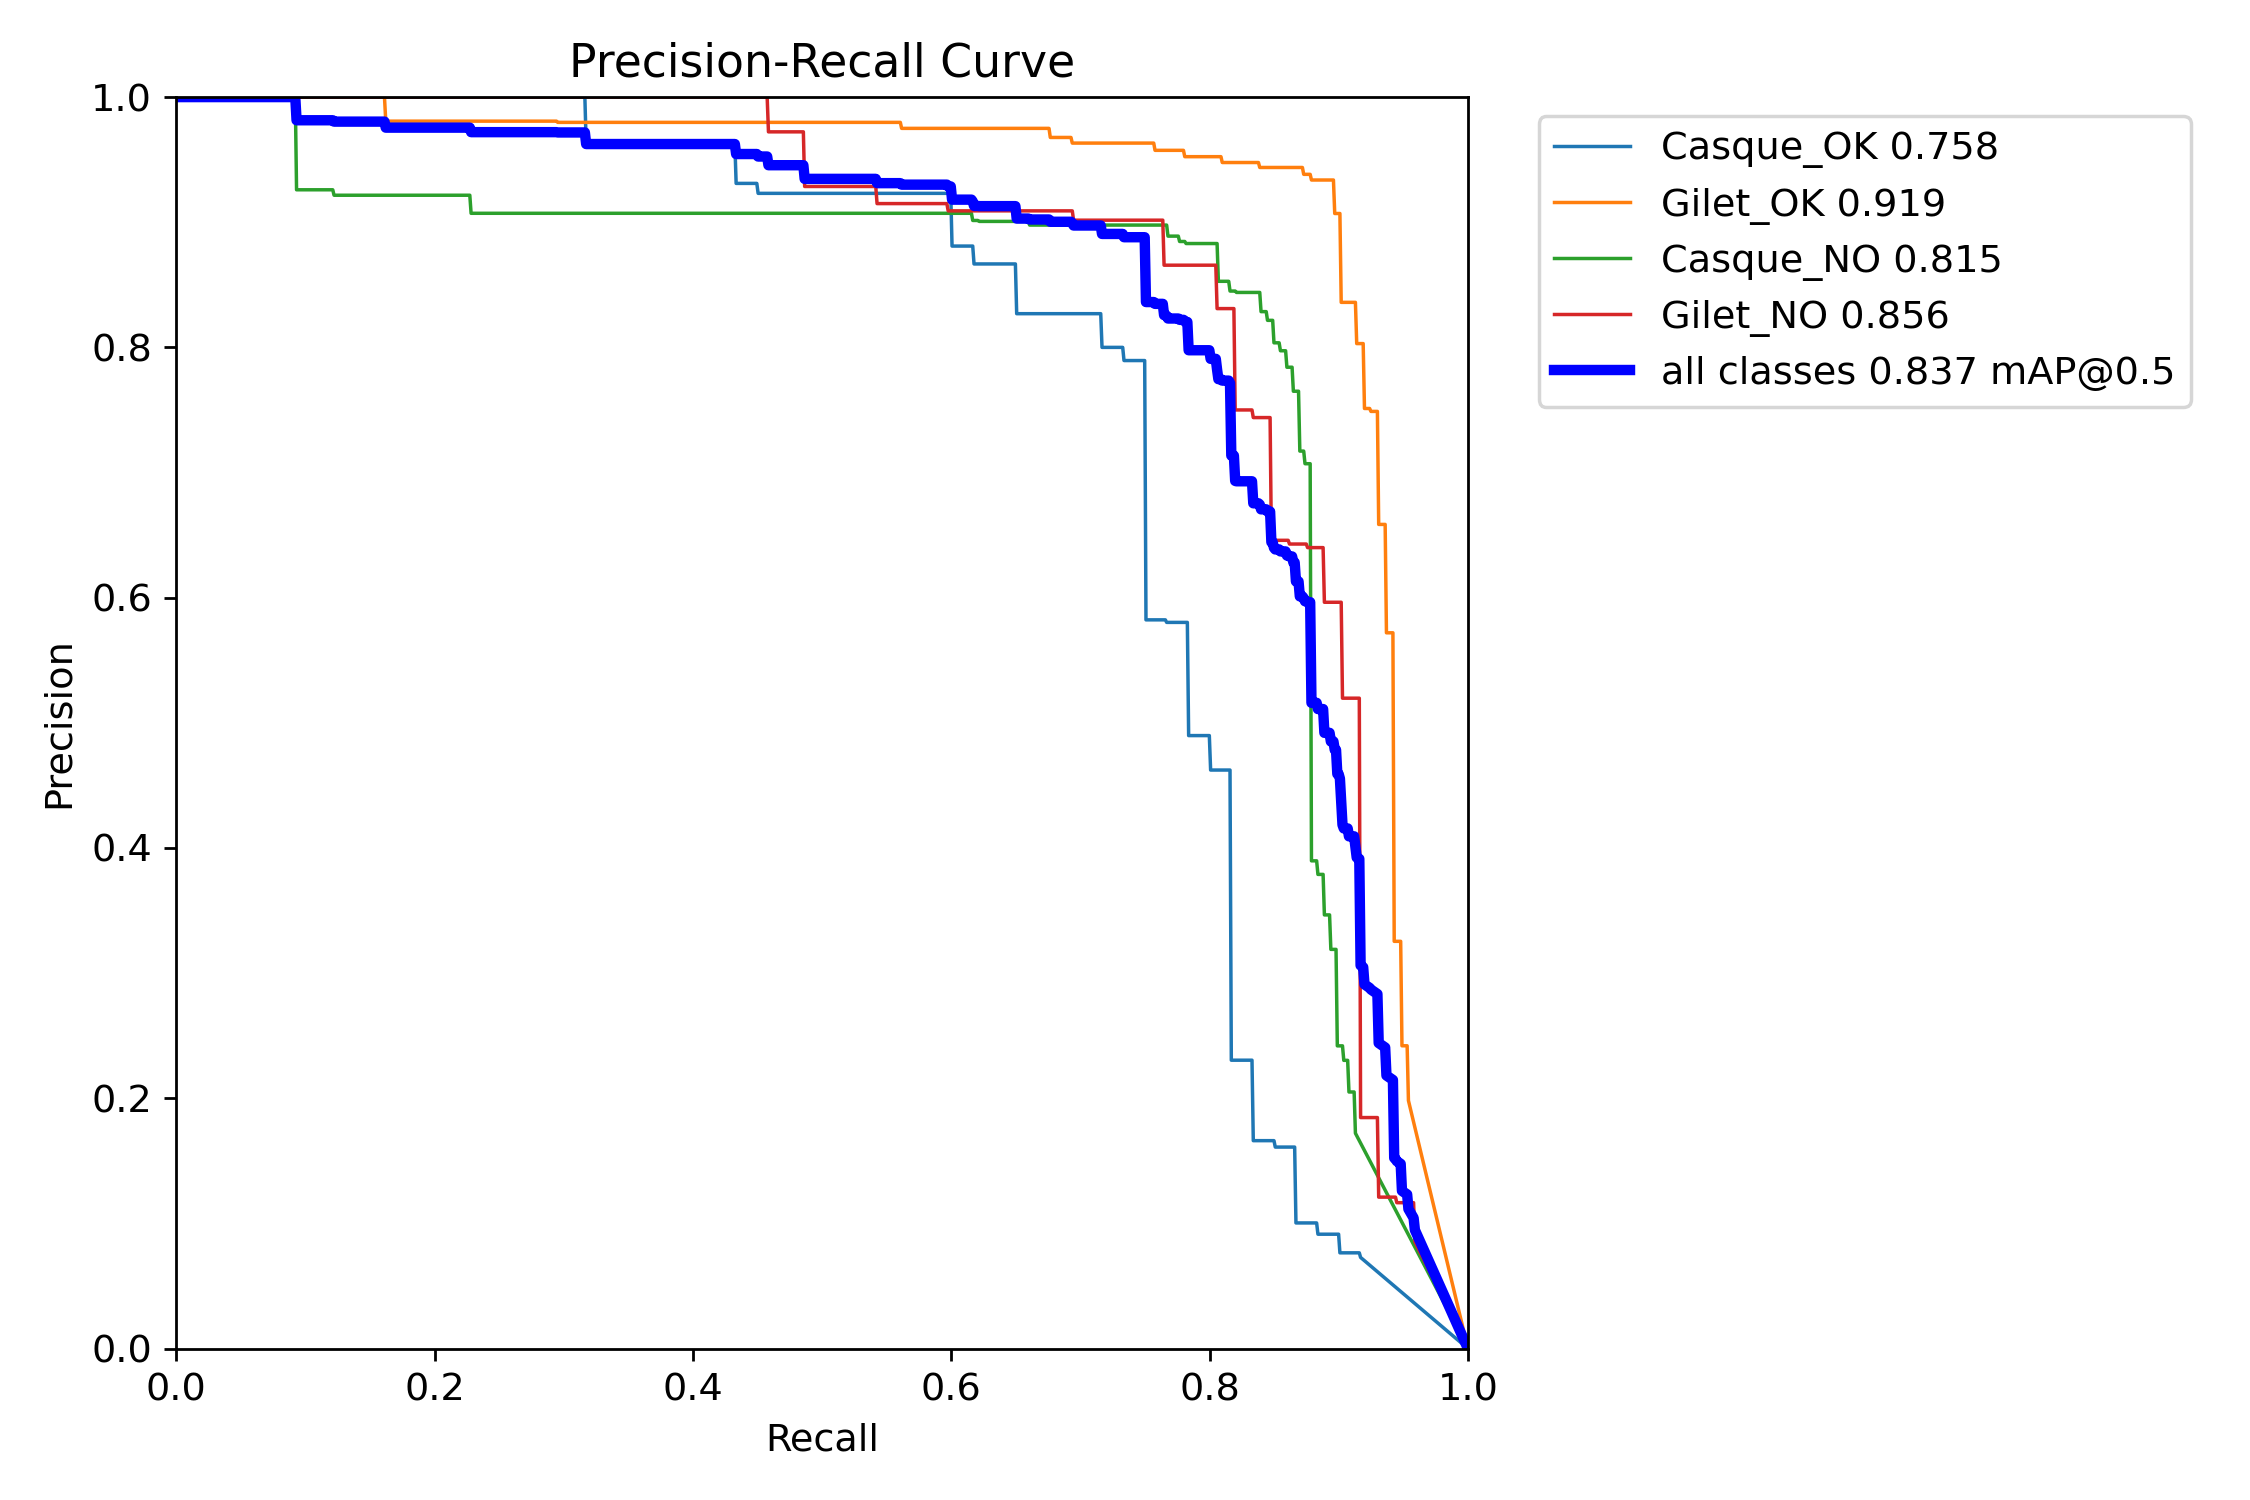 Precision-Recall Curve
1.0
0.8
0.6
0.4
0.2
0.0
Precision
0.0 0.2 0.4 0.6 0.8 1.0
Recall
Casque_OK 0.758
Gilet_OK 0.919
Casque_NO 0.815
Gilet_NO 0.856
all classes 0.837 mAP@0.5